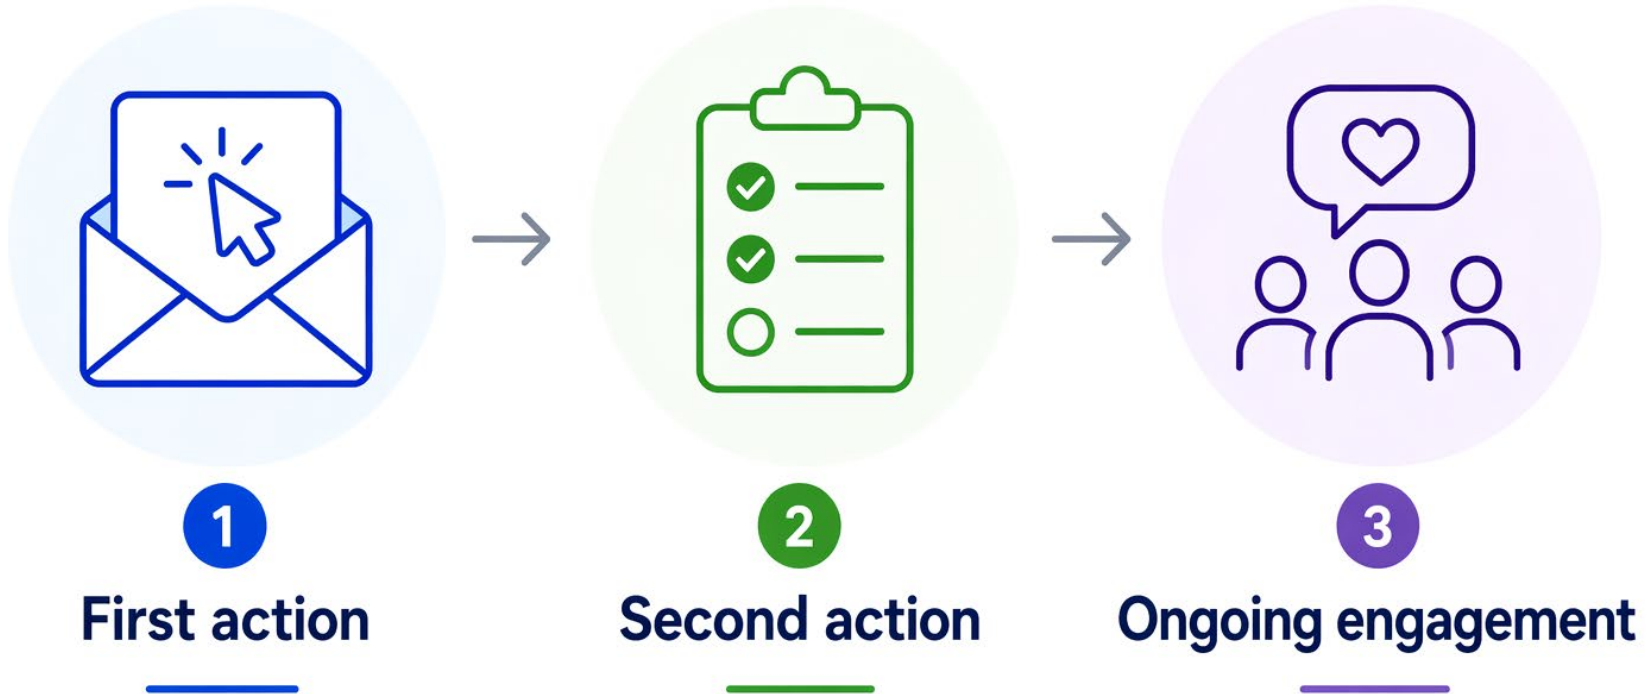 1
First action
2
Second action
3
Ongoing engagement